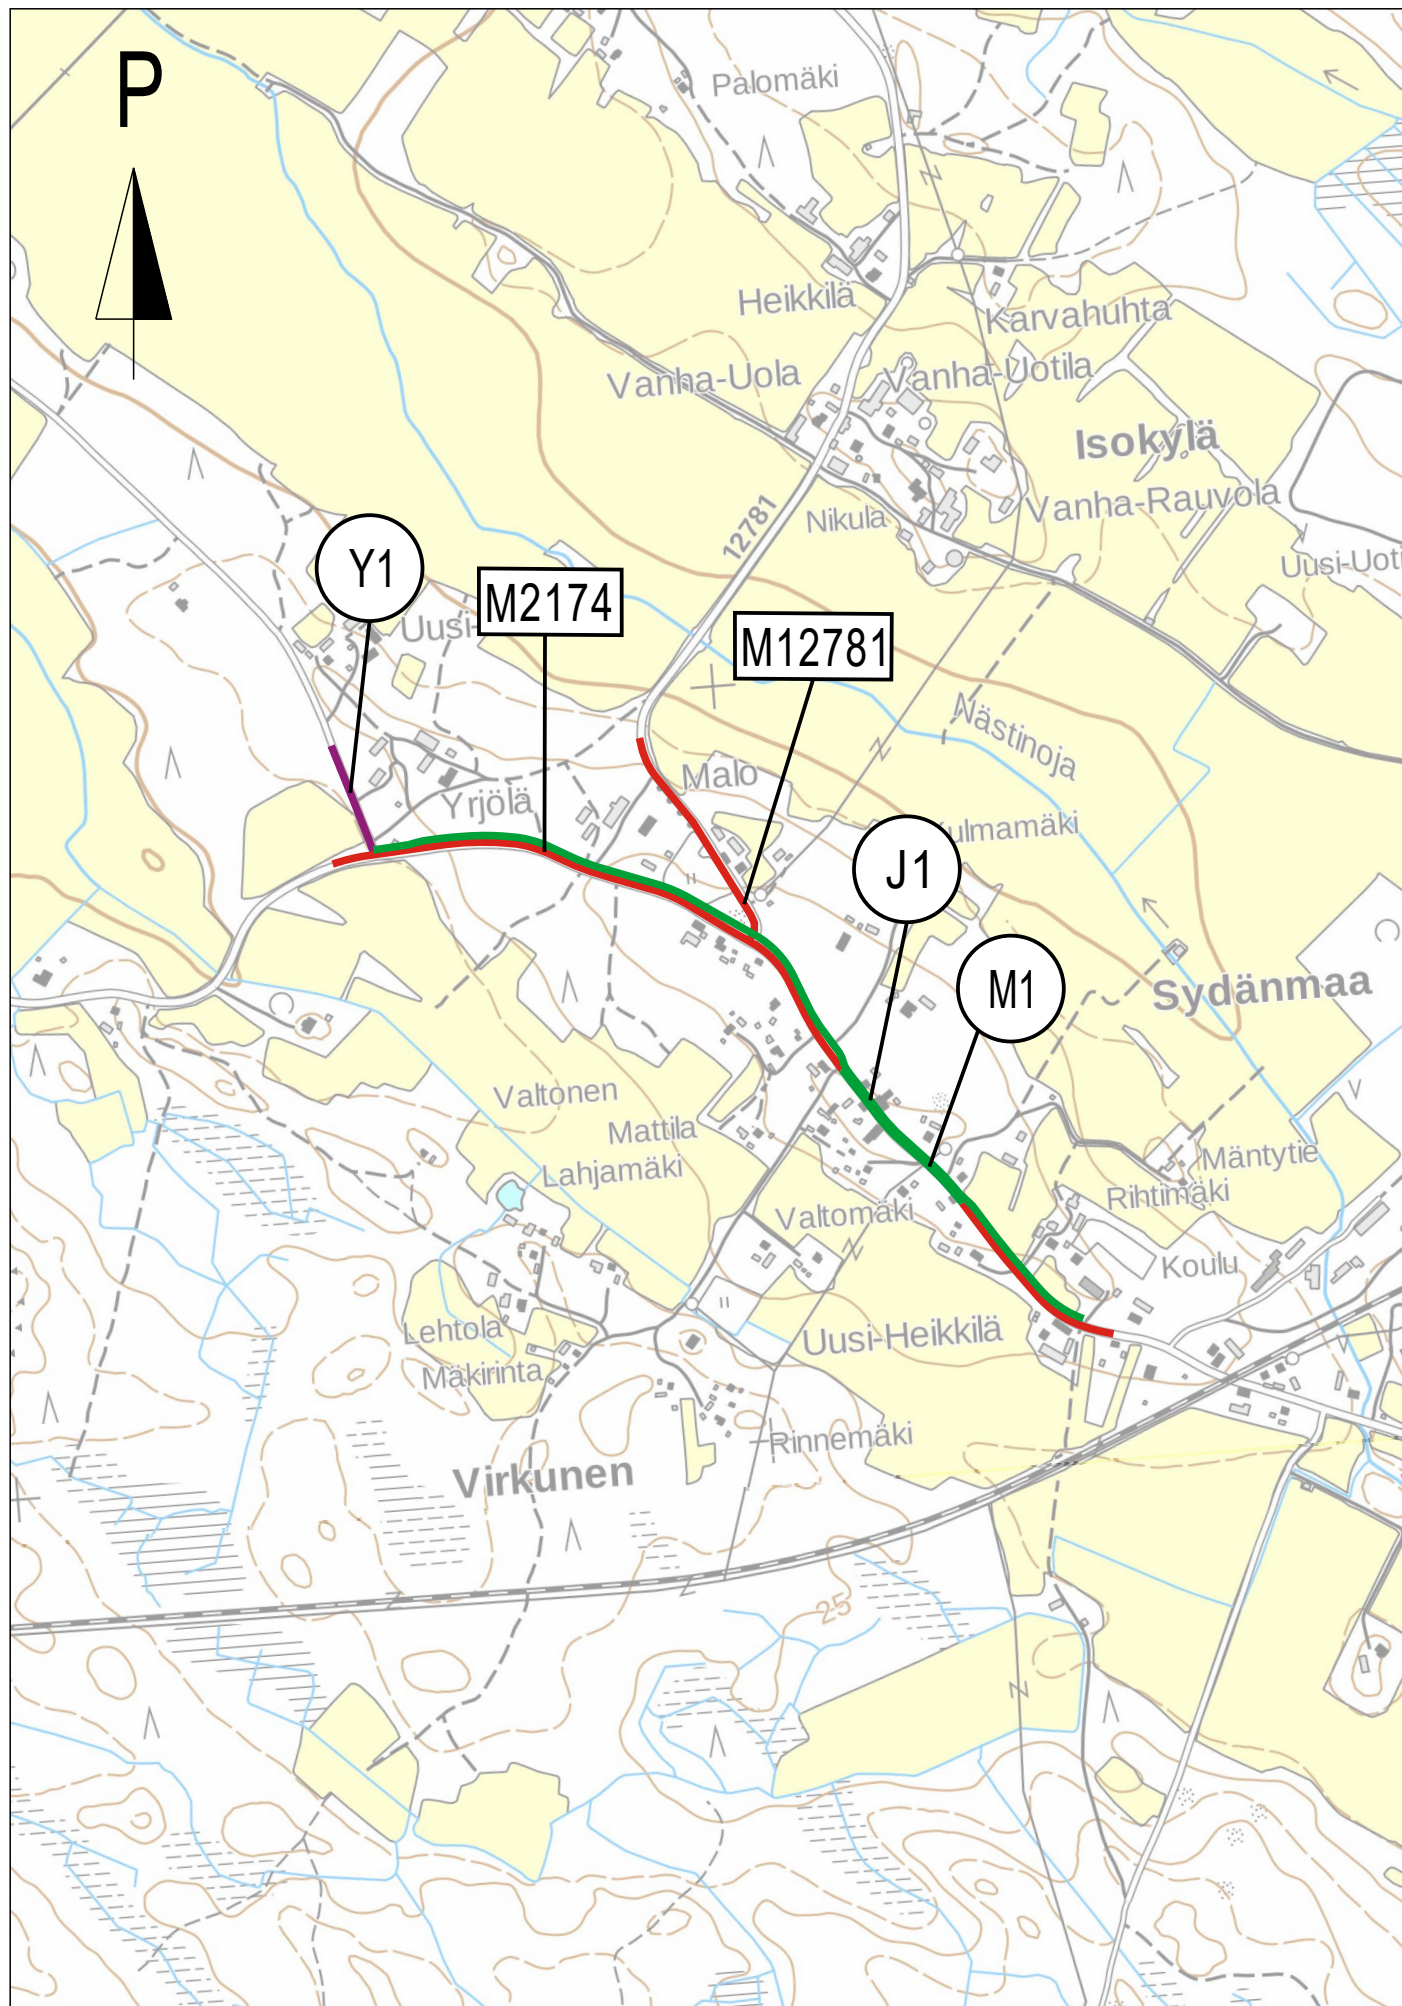 P
Palomäki
Heikkilä
Karvahuhta
Vanha-Uola
Vanha-Uotila
Isokylä
Vanha-Rauvola
12781
Nikula
Uusi-Uoti
Y1
M2174
Uusi-
M12781
Nästinoja
Malo
Yrjölä
ulmamäki
J1
M1
Sydänmaa
Valtonen
Mattila
Lahjamäki
Mäntytie
Rihtimäki
Valtomäki
Koulu
Lehtola
Uusi-Heikkilä
Mäkirinta
Rinnemäki
Virkunen
25